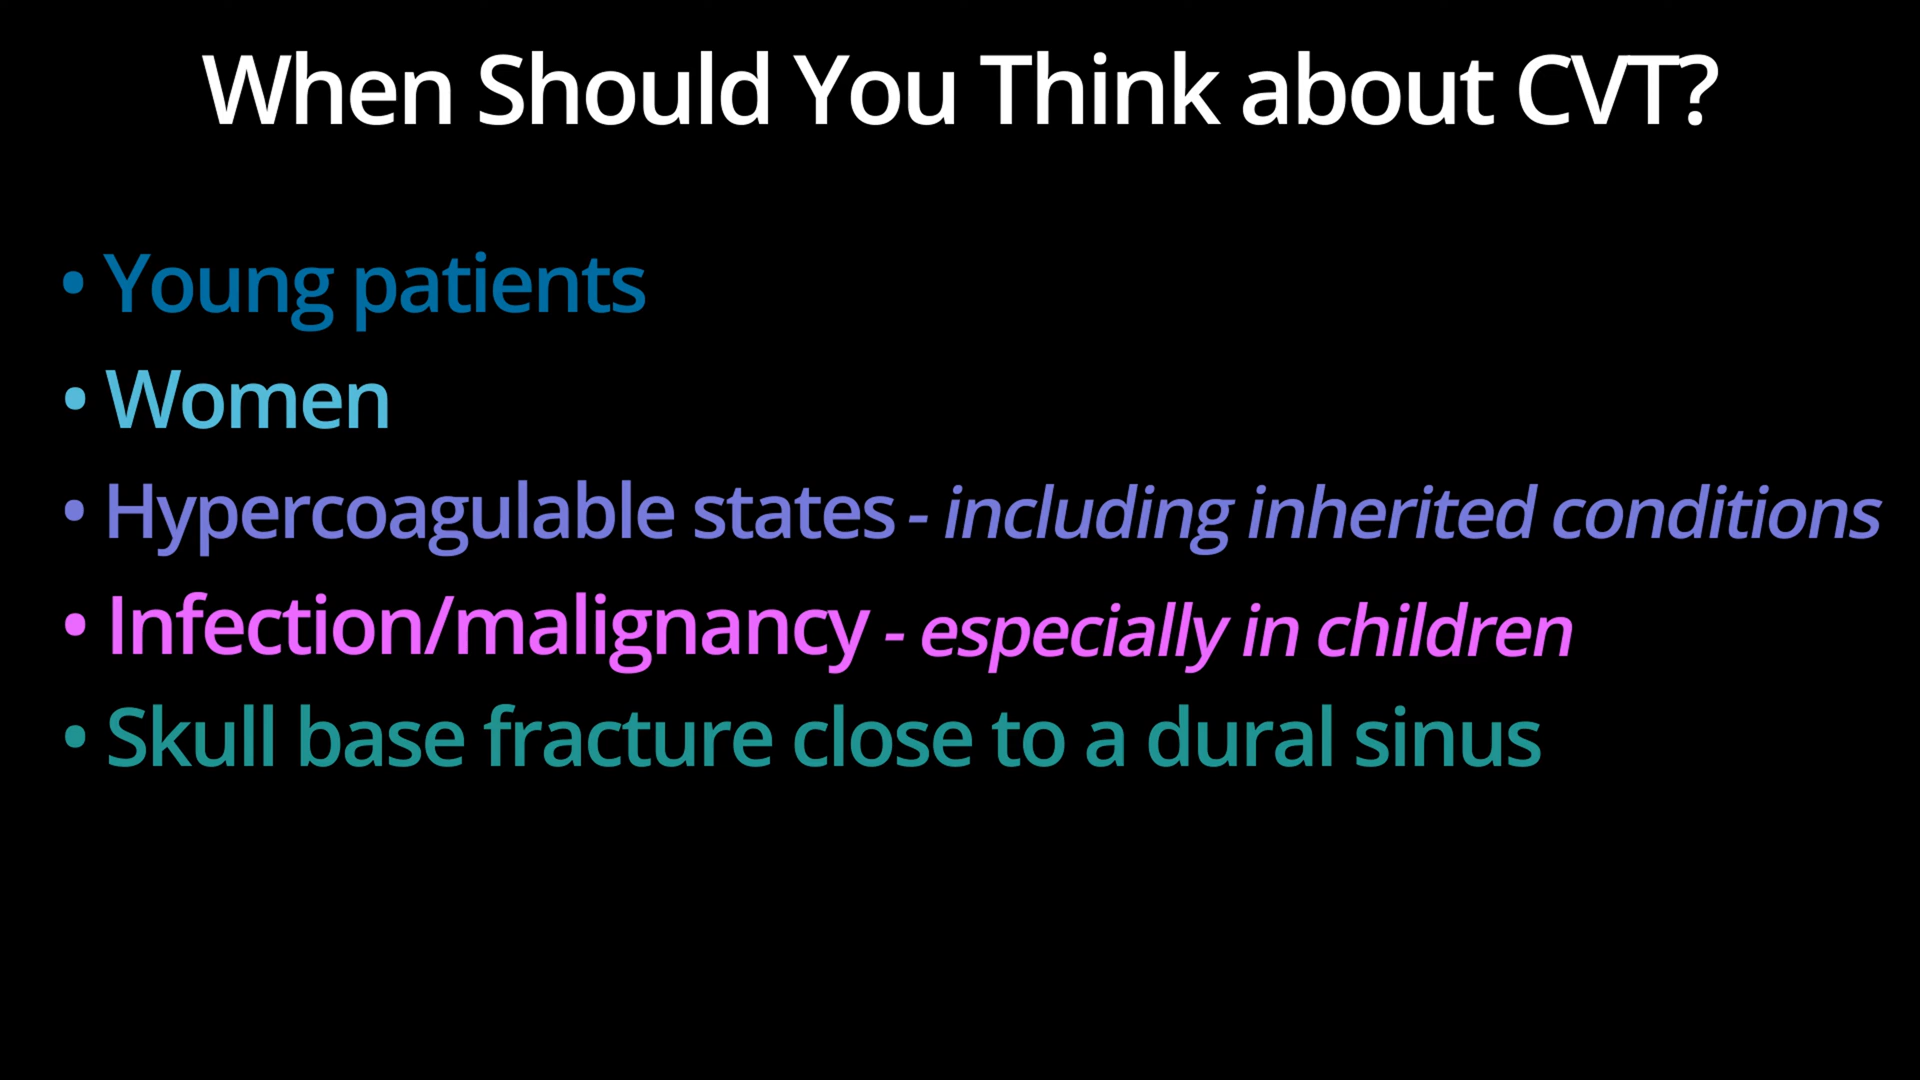 When Should You Think about CVT?
• Young patients
• Women
• Hypercoagulable states - including inherited conditions
• Infection/malignancy - especially in children
• Skull base fracture close to a dural sinus